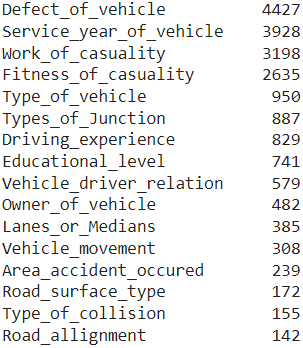 Defect_of_vehicle 4427
Service_year_of_vehicle 3928
Work_of_casuality 3198
Fitness_of_casuality 2635
Type_of_vehicle 950
Types_of_Junction 887
Driving_experience 829
Educational_level 741
Vehicle_driver_relation 579
Owner_of_vehicle 482
Lanes_or_Medians 385
Vehicle_movement 308
Area_accident_occured 239
Road_surface_type 172
Type_of_collision 155
Road_allignment 142